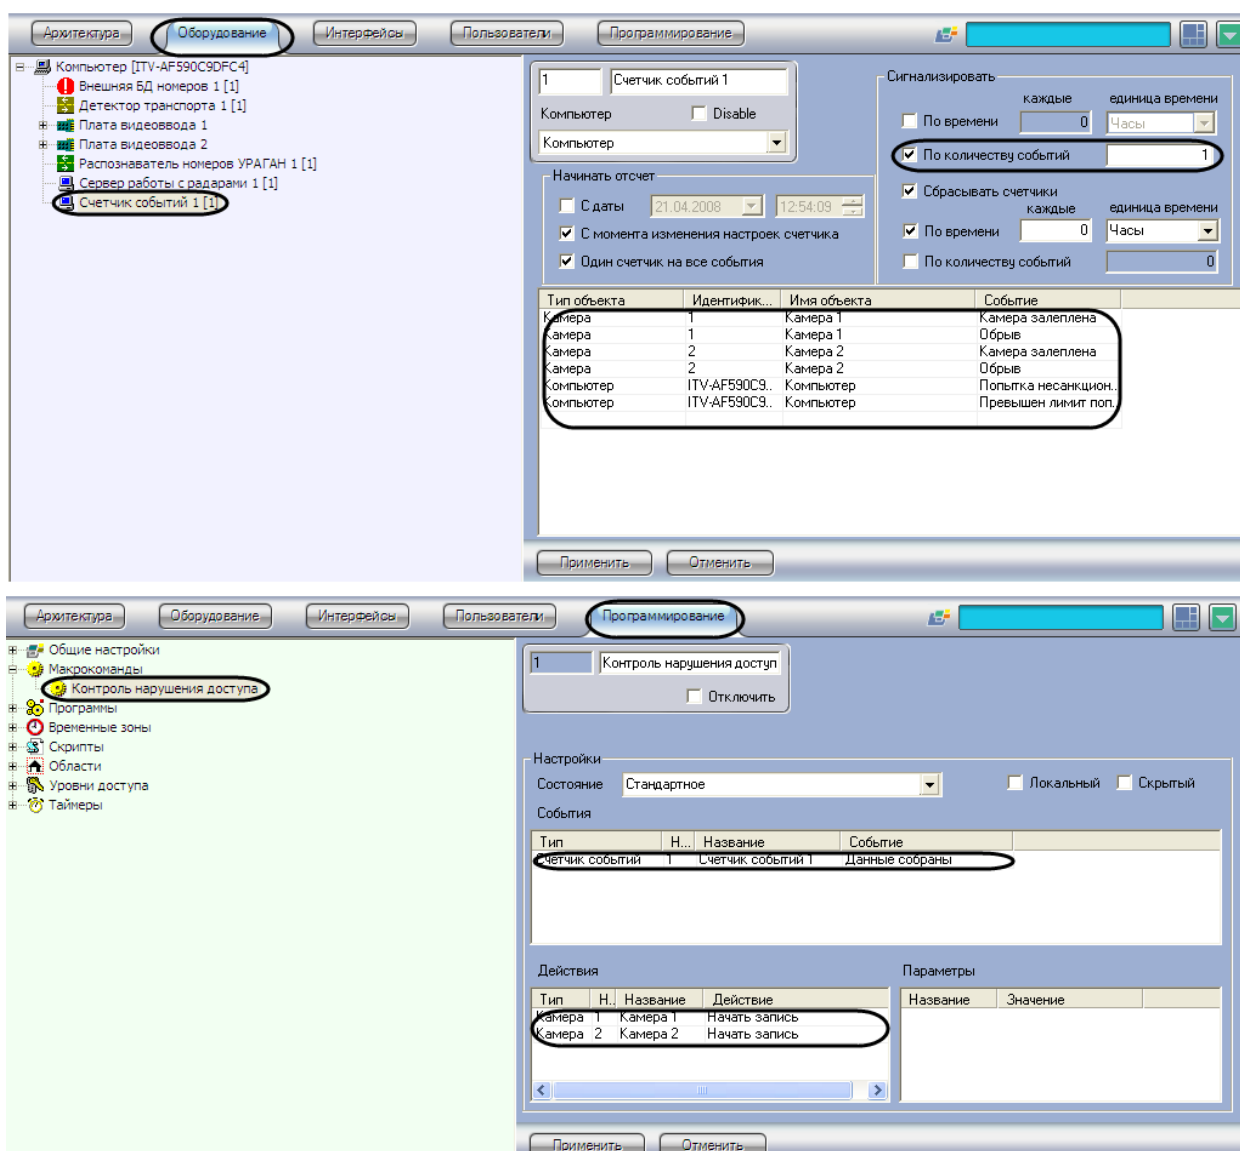 Архитектура Оборудование Интерфейсы Пользователи Программирование
Компьютер [ITV-AF590C9DFC4]
Внешняя БД номеров 1 [1]
Детектор транспорта 1 [1]
Плата видеоввода 1
Плата видеоввода 2
Распознаватель номеров УРАГАН 1 [1]
Сервер работы с радарами 1 [1]
Счетчик событий 1 [1]
1 Счетчик событий 1
Компьютер Disable
Компьютер
Начинать отсчет
С даты 21.04.2008 12:54:09
С момента изменения настроек счетчика
Один счетчик на все события
Сигнализировать
каждые единица времени
По времени 0 Часы
По количеству событий 1
Сбрасывать счетчики
каждые единица времени
По времени 0 Часы
По количеству событий 0
Тип объекта Идентифик... Имя объекта Событие
Камера 1 Камера 1 Камера залеплена
Камера 1 Камера 1 Обрыв
Камера 2 Камера 2 Камера залеплена
Камера 2 Камера 2 Обрыв
Компьютер ITV-AF590C9.. Компьютер Попытка несанкцион..
Компьютер ITV-AF590C9.. Компьютер Превышен лимит поп..
Применить Отменить
Архитектура Оборудование Интерфейсы Пользователи Программирование
Общие настройки
Макрокоманды
Контроль нарушения доступа
Программы
Временные зоны
Скрипты
Области
Уровни доступа
Таймеры
1 Контроль нарушения доступ
Отключить
Настройки
Состояние Стандартное Локальный Скрытый
События
Тип Н... Название Событие
Счетчик событий 1 Счетчик событий 1 Данные собраны
Действия
Тип Н.. Название Действие
Камера 1 Камера 1 Начать запись
Камера 2 Камера 2 Начать запись
Параметры
Название Значение
Применить Отменить